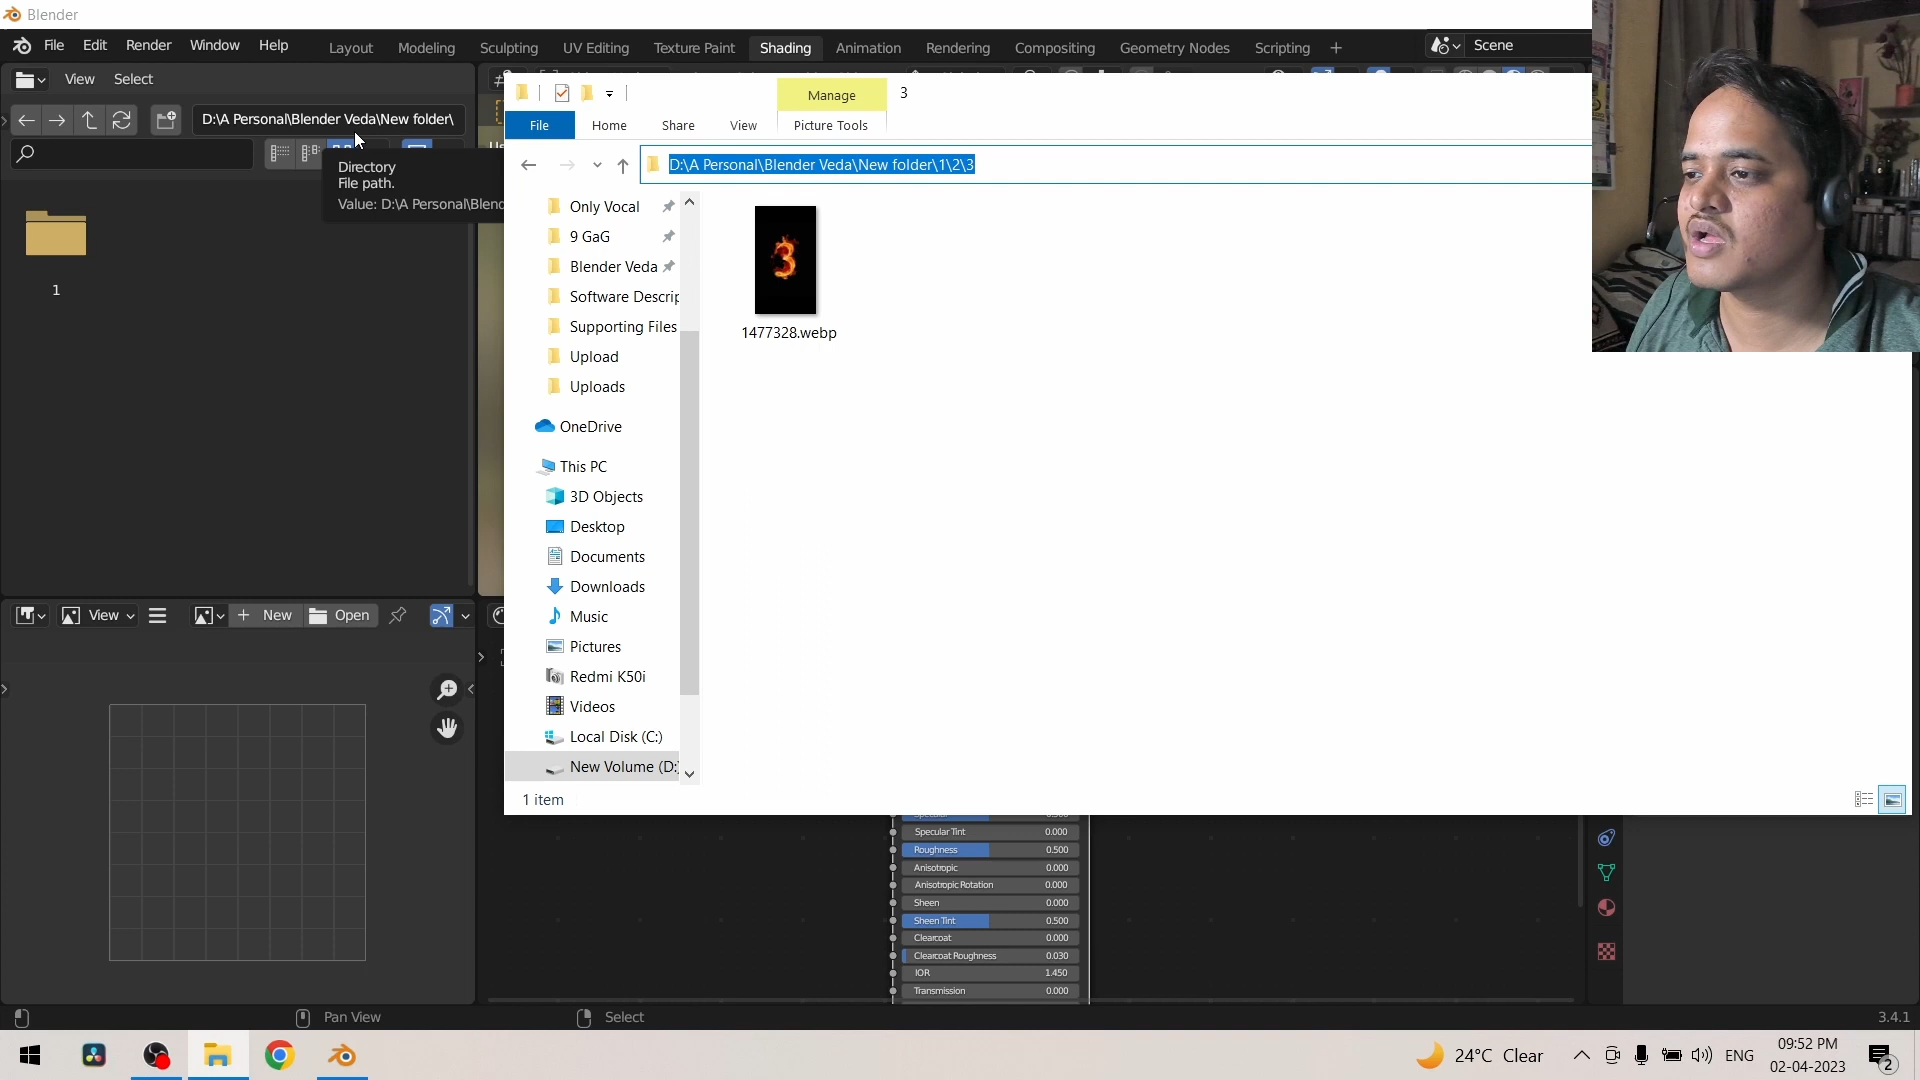 Blender
File Edit Render Window Help
Layout Modeling Sculpting UV Editing Texture Paint Shading Animation Rendering Compositing Geometry Nodes Scripting +
Scene
View Select
D:\A Personal\Blender Veda\New folder\
Directory
File path.
Value: D:\A Personal\Blend
1
Manage 3
File Home Share View Picture Tools
D:\A Personal\Blender Veda\New folder\1\2\3
Only Vocal
9 GaG
Blender Veda
Software Descrip
Supporting Files
Upload
Uploads
OneDrive
This PC
3D Objects
Desktop
Documents
Downloads
Music
Pictures
Redmi K50i
Videos
Local Disk (C:)
New Volume (D:)
3
1477328.webp
1 item
View + New Open
Specular Tint 0.000
Roughness 0.500
Anisotropic 0.000
Anisotropic Rotation 0.000
Sheen 0.000
Sheen Tint 0.500
Clearcoat 0.000
Clearcoat Roughness 0.030
IOR 1.450
Transmission 0.000
Pan View Select 3.4.1
24°C Clear ENG
09:52 PM
02-04-2023
2